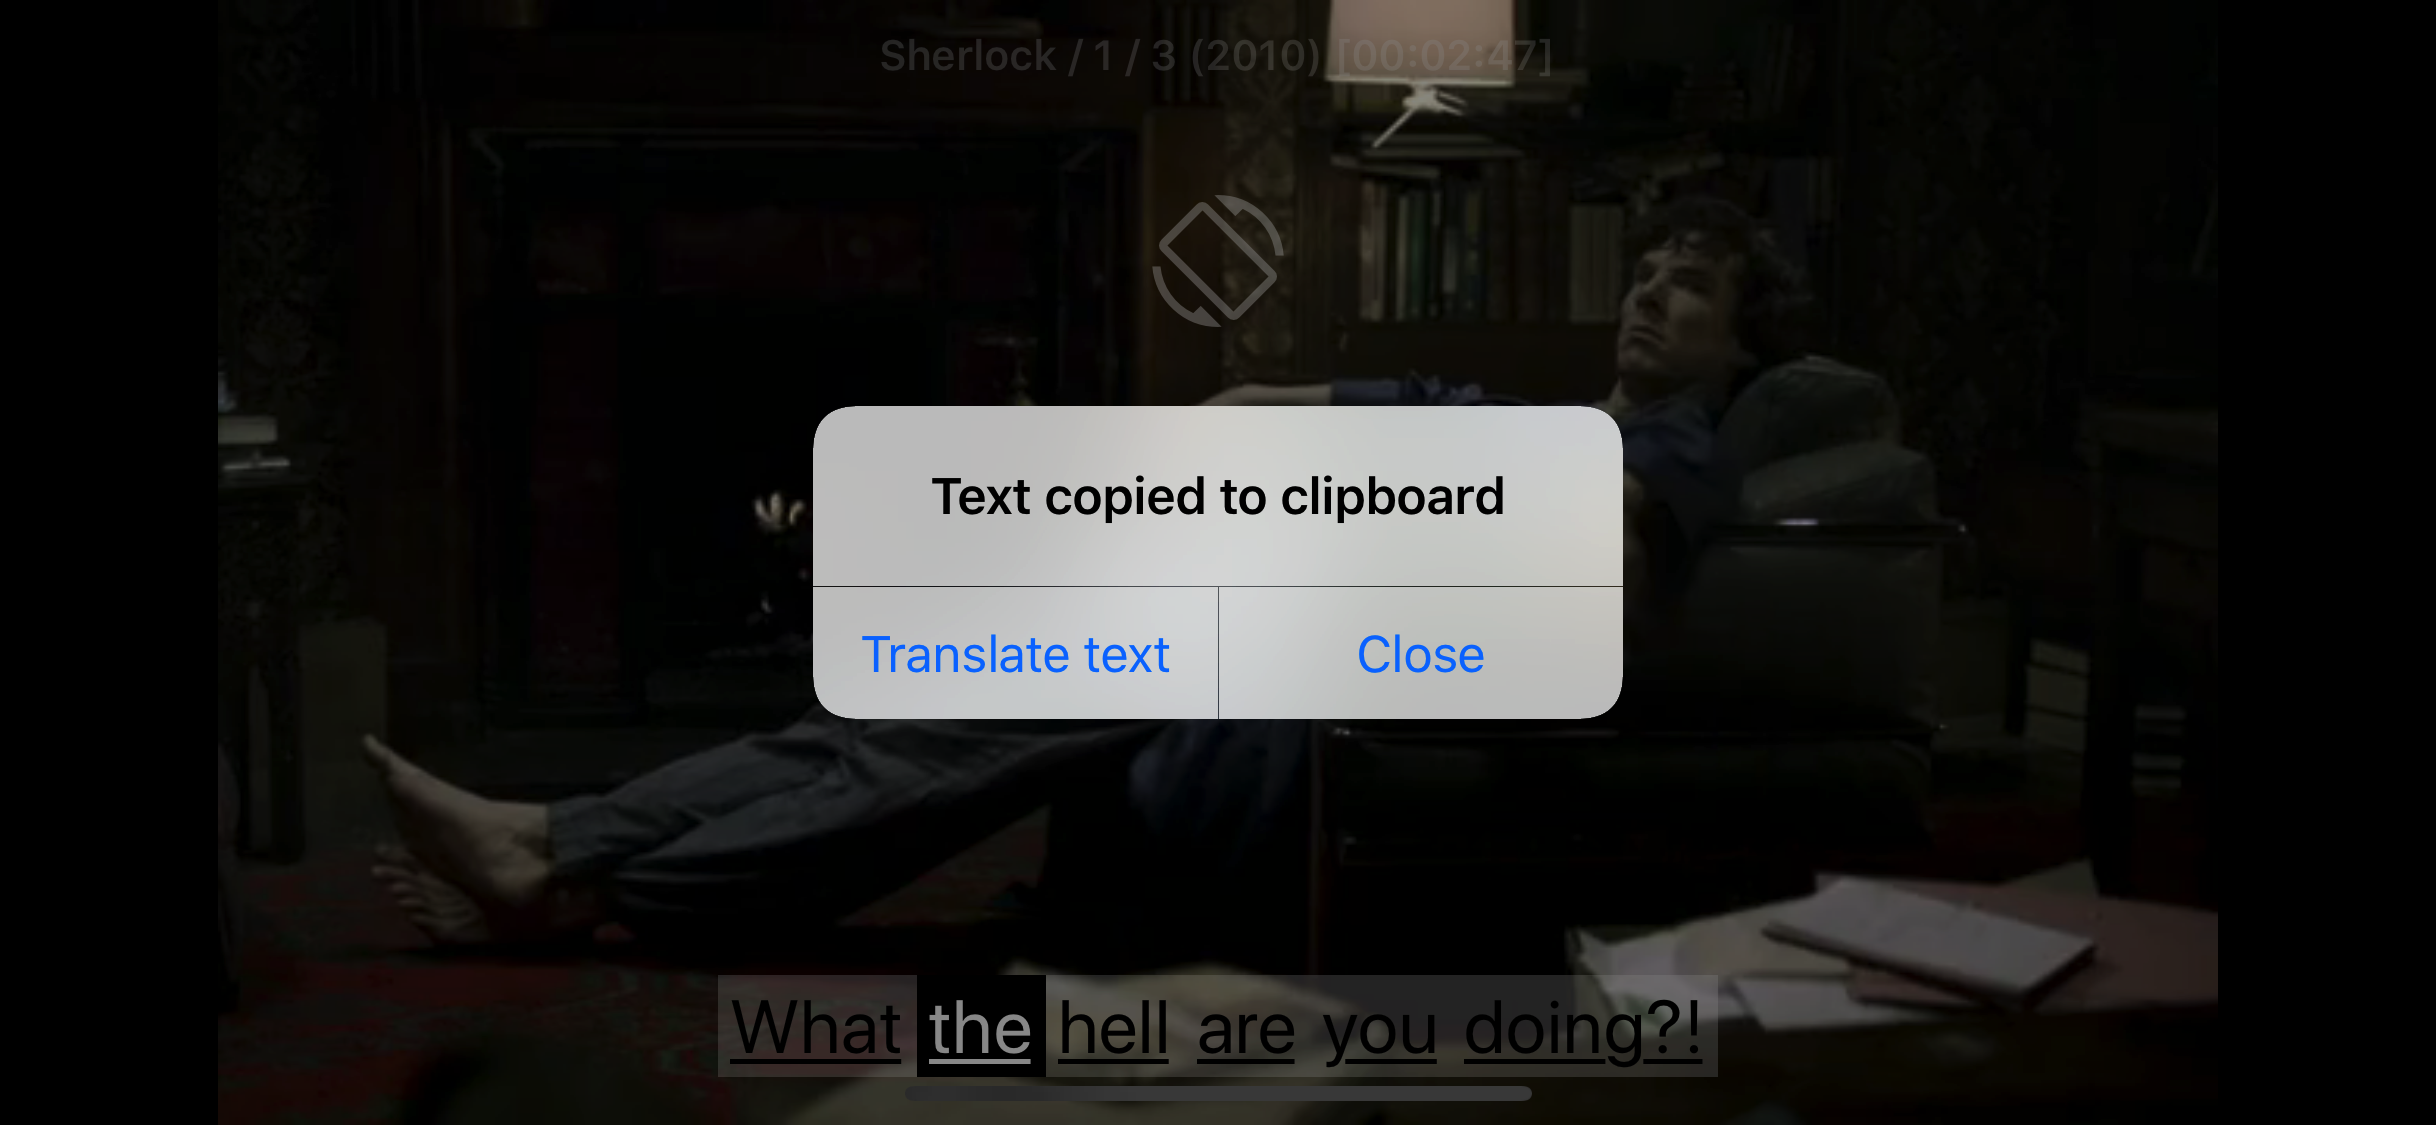 Sherlock / 1 / 3 (2010) [00:02:47]
Text copied to clipboard
Translate text
Close
What the hell are you doing?!